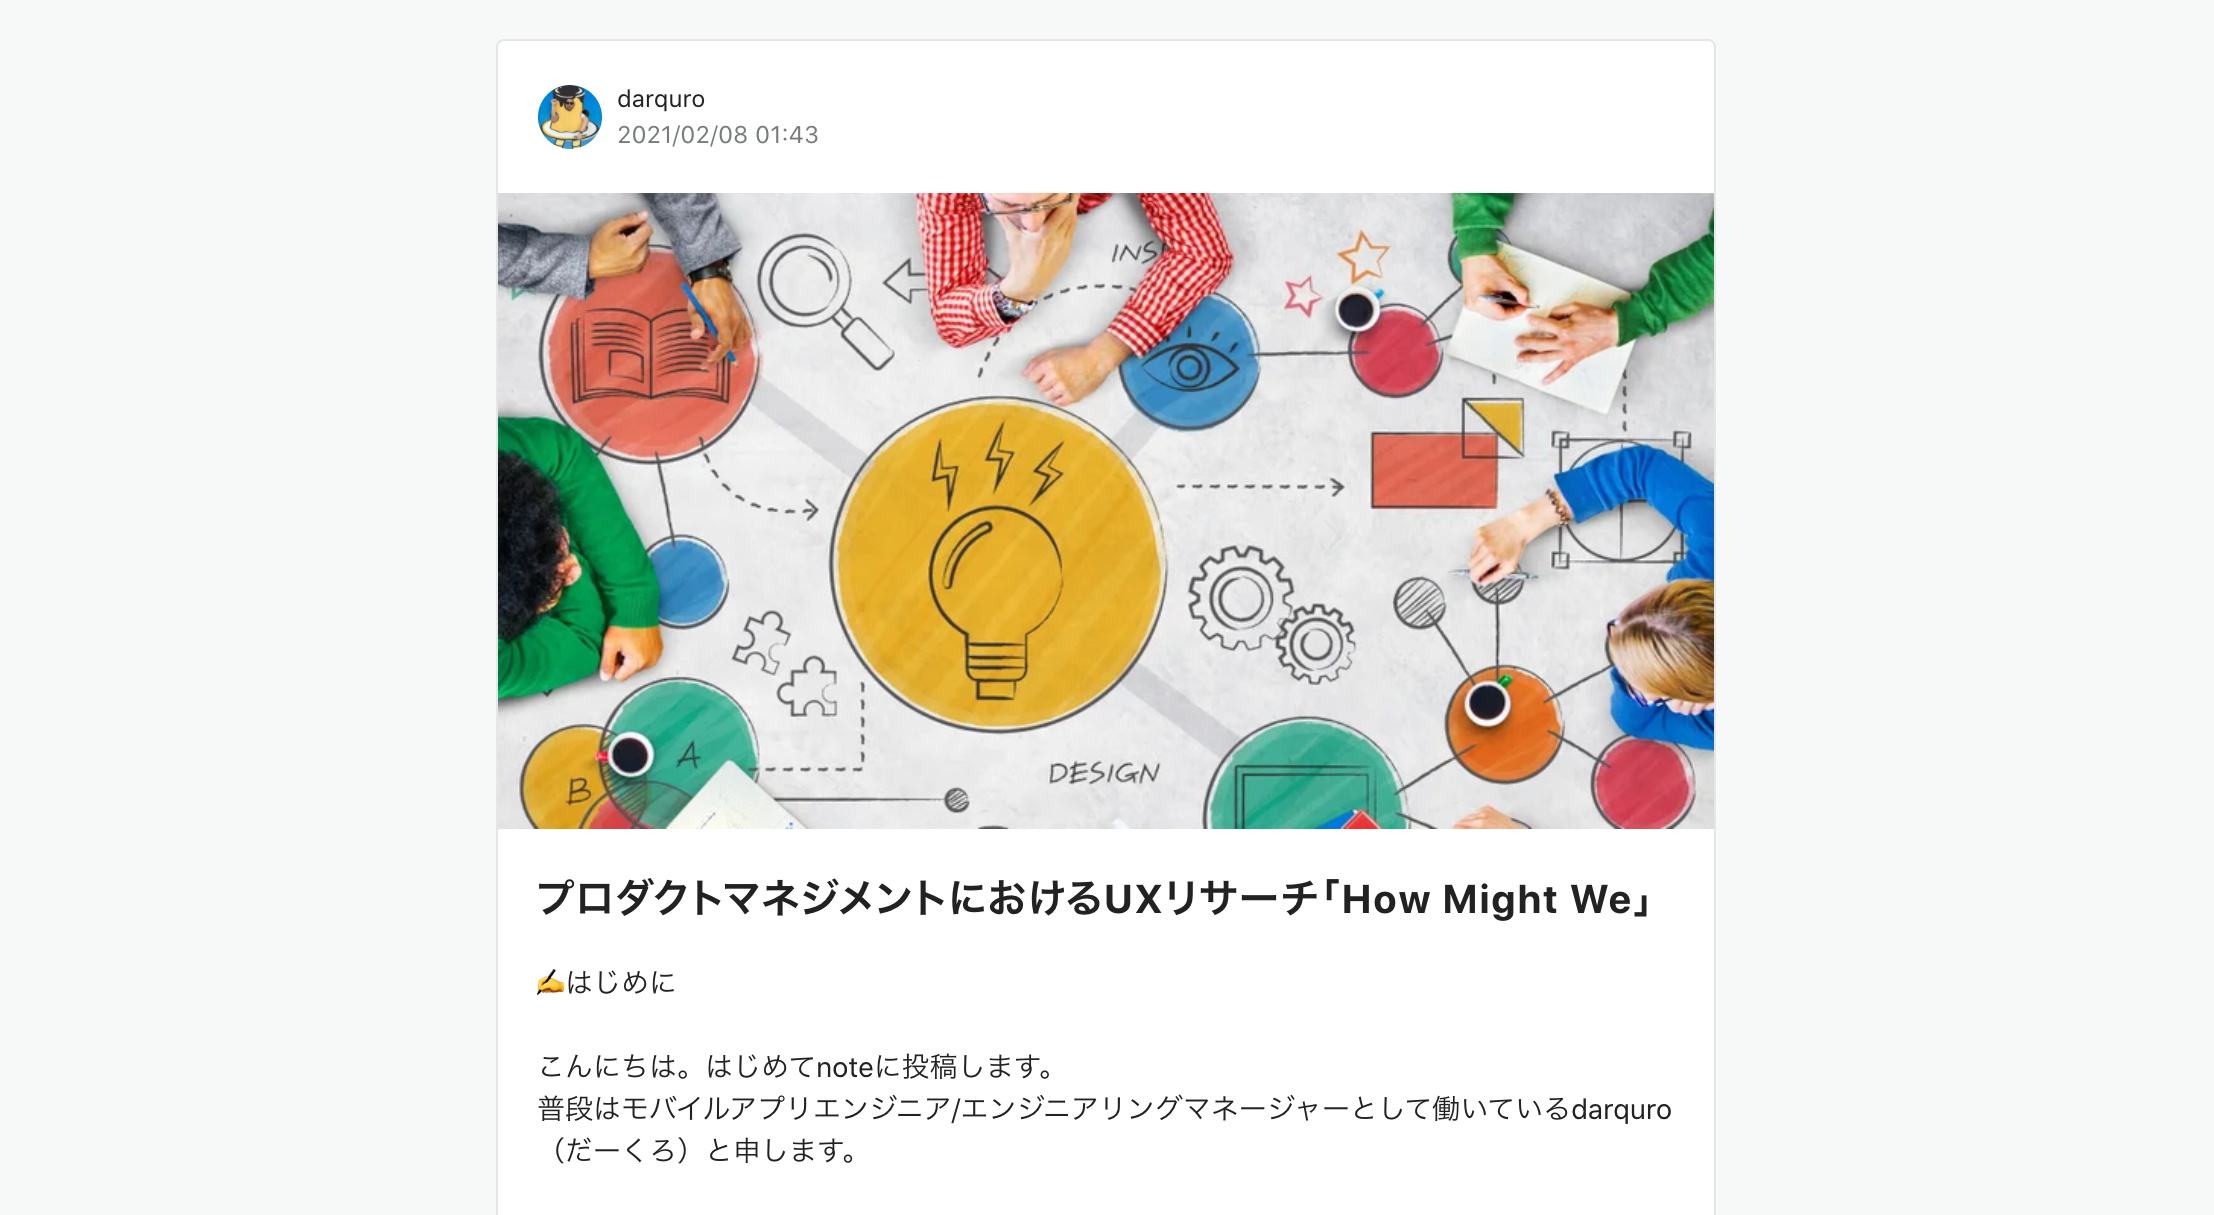 darquro
2021/02/08 01:43
INSI
A
B
DESIGN
プロダクトマネジメントにおけるUXリサーチ「How Might We」
✍️はじめに
こんにちは。はじめてnoteに投稿します。
普段はモバイルアプリエンジニア/エンジニアリングマネージャーとして働いているdarquro
（だーくろ）と申します。